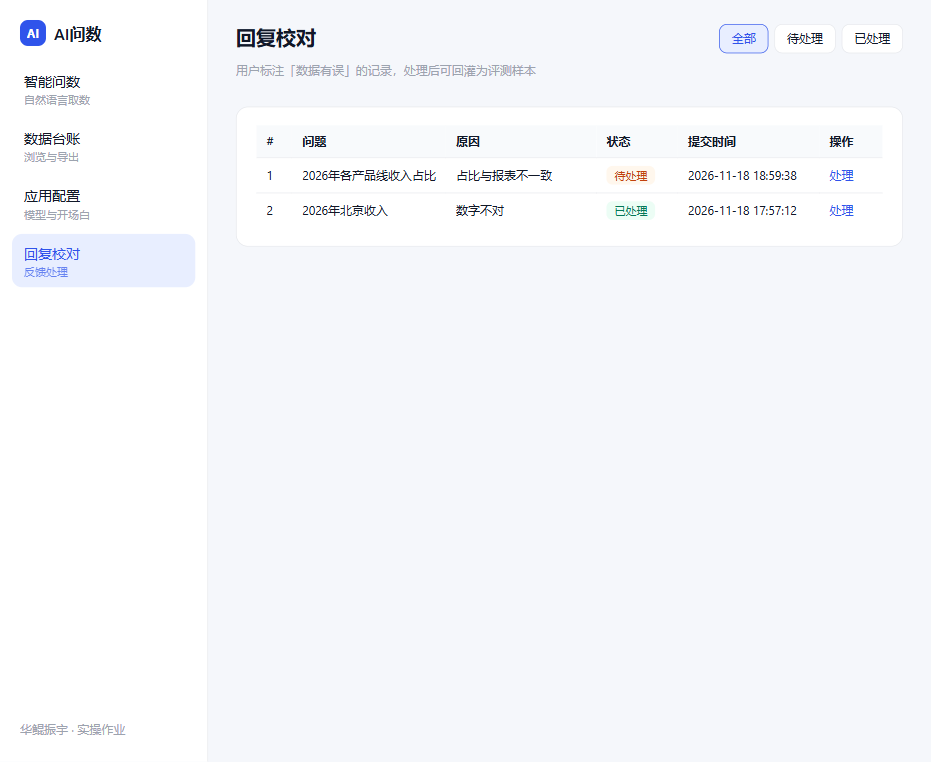 AI AI问数
智能问数
自然语言取数
数据台账
浏览与导出
应用配置
模型与开场白
回复校对
反馈处理
华鲲振宇 · 实操作业
回复校对
用户标注「数据有误」的记录，处理后可回灌为评测样本
全部 待处理 已处理
# 问题 原因 状态 提交时间 操作
1 2026年各产品线收入占比 占比与报表不一致 待处理 2026-11-18 18:59:38 处理
2 2026年北京收入 数字不对 已处理 2026-11-18 17:57:12 处理